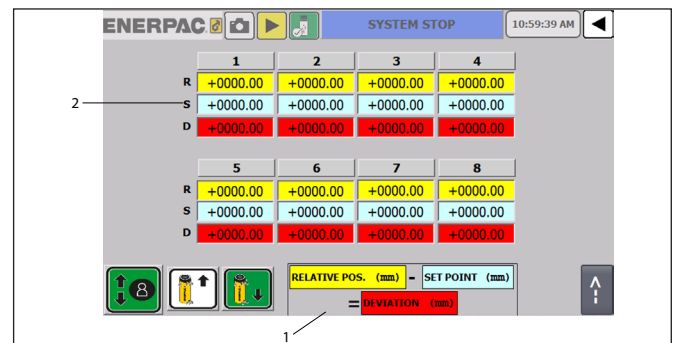 ENERPAC SYSTEM STOP 10:59:39 AM
1 2 3 4
R +0000.00 +0000.00 +0000.00 +0000.00
2 S +0000.00 +0000.00 +0000.00 +0000.00
D +0000.00 +0000.00 +0000.00 +0000.00
5 6 7 8
R +0000.00 +0000.00 +0000.00 +0000.00
S +0000.00 +0000.00 +0000.00 +0000.00
D +0000.00 +0000.00 +0000.00 +0000.00
8 RELATIVE POS. (mm) - SET POINT (mm)
= DEVIATION (mm)
1